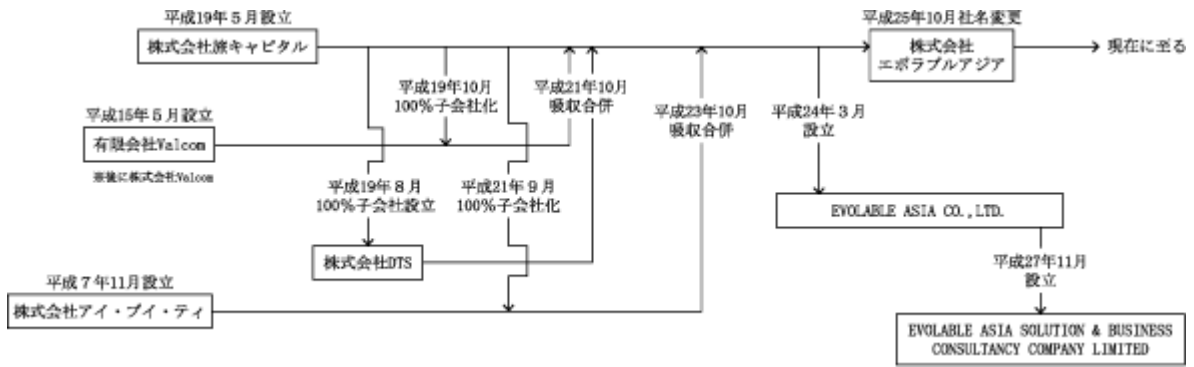 平成19年5月設立
株式会社旅キャピタル
平成25年10月社名変更
株式会社
エボラブルアジア
現在に至る
平成19年10月
100%子会社化
平成21年10月
吸収合併
平成23年10月
吸収合併
平成24年3月
設立
平成15年5月設立
有限会社Valcom
※後に株式会社Valcom
平成19年8月
100%子会社設立
平成21年9月
100%子会社化
EVOLABLE ASIA CO.,LTD.
株式会社DTS
平成27年11月
設立
平成7年11月設立
株式会社アイ・ブイ・ティ
EVOLABLE ASIA SOLUTION & BUSINESS
CONSULTANCY COMPANY LIMITED